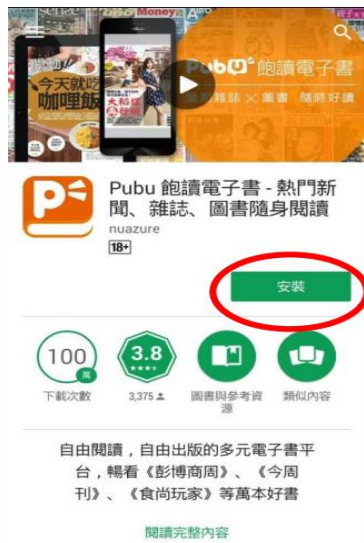 Money
今天就吃
咖哩飯
大稻埕
Pubu 飽讀電子書
雜誌 × 圖書 隨時好讀
Pubu 飽讀電子書 - 熱門新
聞、雜誌、圖書隨身閱讀
nuazure
18+
安裝
100
萬
3.8
下載次數
3,375
圖書與參考資
源
類似內容
自由閱讀，自由出版的多元電子書平
台，暢看《彭博商周》、《今周
刊》、《食尚玩家》等萬本好書
閱讀完整內容